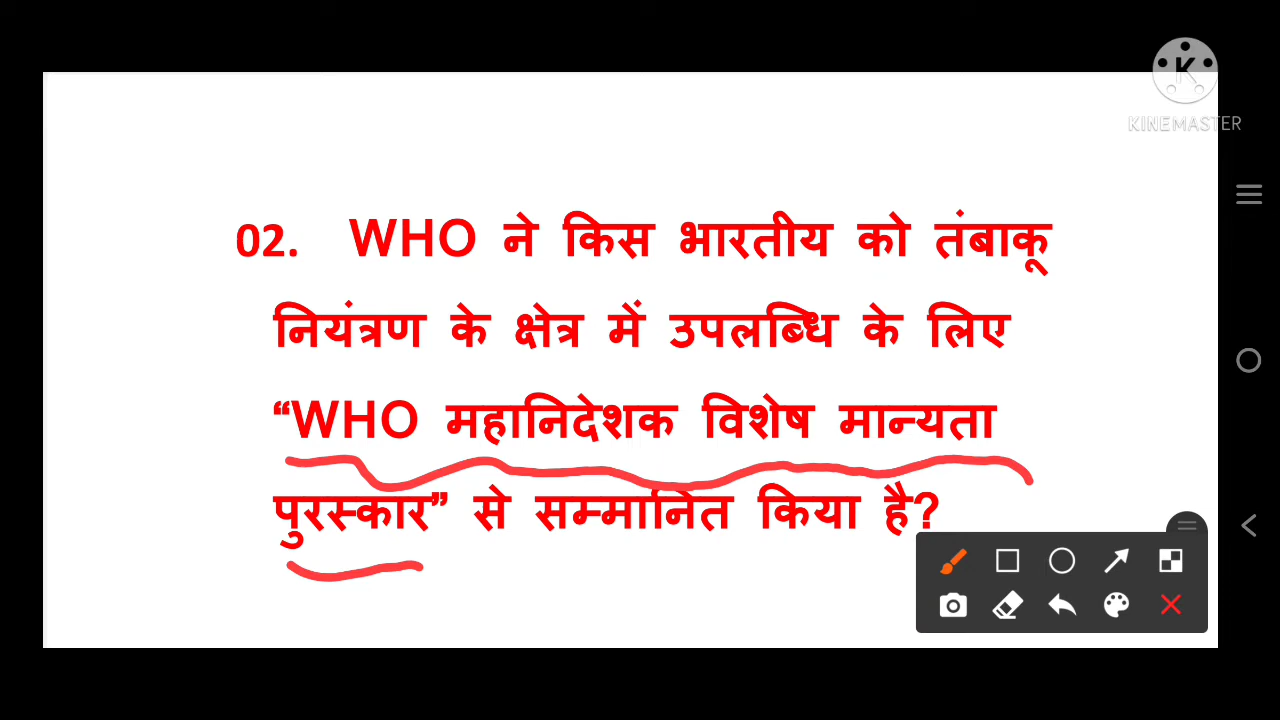 KINEMASTER
02. WHO ने किस भारतीय को तंबाकू
नियंत्रण के क्षेत्र में उपलब्धि के लिए
“WHO महानिदेशक विशेष मान्यता
पुरस्कार” से सम्मानित किया है?